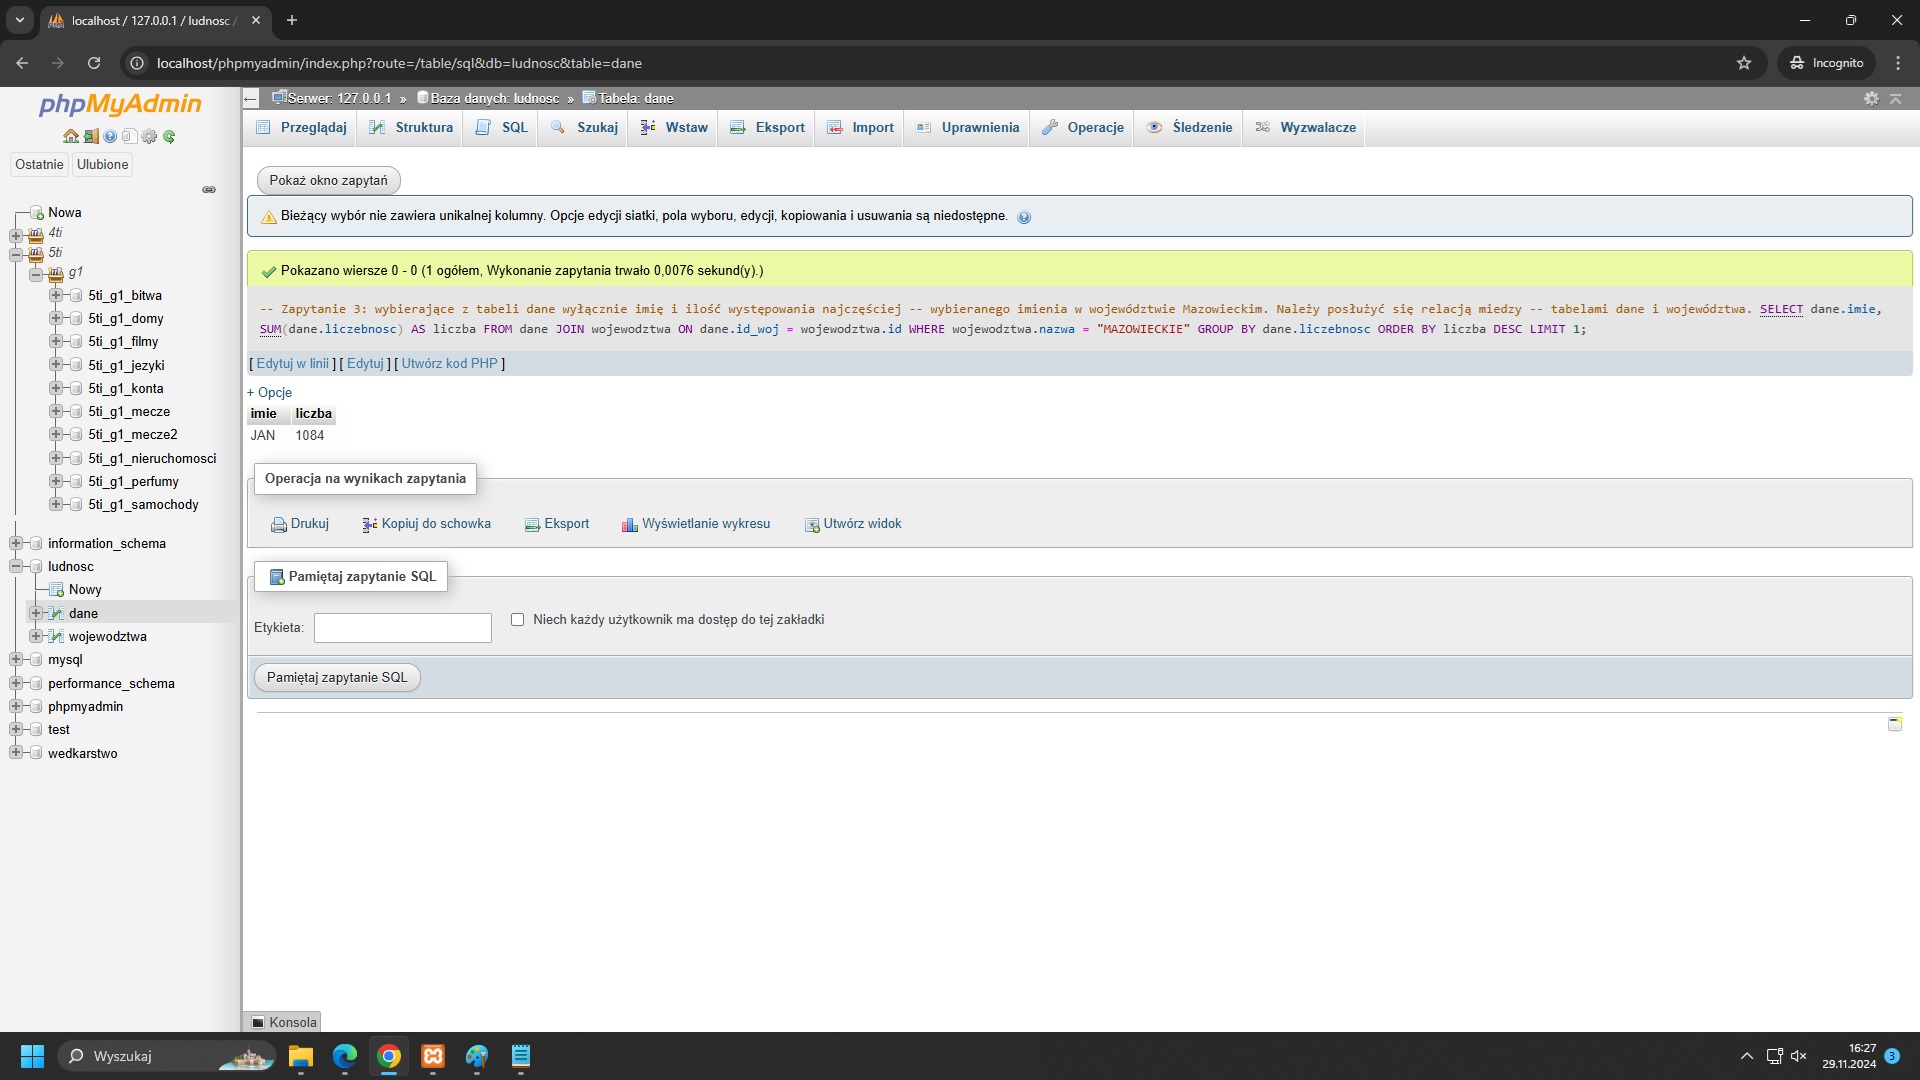 localhost / 127.0.0.1 / ludnosc /
localhost/phpmyadmin/index.php?route=/table/sql&db=ludnosc&table=dane
Incognito
phpMyAdmin
Ostatnie
Ulubione
Nowa
4ti
5ti
g1
5ti_g1_bitwa
5ti_g1_domy
5ti_g1_filmy
5ti_g1_jezyki
5ti_g1_konta
5ti_g1_mecze
5ti_g1_mecze2
5ti_g1_nieruchomosci
5ti_g1_perfumy
5ti_g1_samochody
information_schema
ludnosc
Nowy
dane
wojewodztwa
mysql
performance_schema
phpmyadmin
test
wedkarstwo
Serwer: 127.0.0.1 » Baza danych: ludnosc » Tabela: dane
Przeglądaj Struktura SQL Szukaj Wstaw Eksport Import Uprawnienia Operacje Śledzenie Wyzwalacze
Pokaż okno zapytań
Bieżący wybór nie zawiera unikalnej kolumny. Opcje edycji siatki, pola wyboru, edycji, kopiowania i usuwania są niedostępne.
Pokazano wiersze 0 - 0 (1 ogółem, Wykonanie zapytania trwało 0,0076 sekund(y).)
-- Zapytanie 3: wybierające z tabeli dane wyłącznie imię i ilość występowania najczęściej -- wybieranego imienia w województwie Mazowieckim. Należy posłużyć się relacją miedzy -- tabelami dane i województwa. SELECT dane.imie,
SUM(dane.liczebnosc) AS liczba FROM dane JOIN wojewodztwa ON dane.id_woj = wojewodztwa.id WHERE wojewodztwa.nazwa = "MAZOWIECKIE" GROUP BY dane.liczebnosc ORDER BY liczba DESC LIMIT 1;
[ Edytuj w linii ] [ Edytuj ] [ Utwórz kod PHP ]
+ Opcje
imie liczba
JAN 1084
Operacja na wynikach zapytania
Drukuj Kopiuj do schowka Eksport Wyświetlanie wykresu Utwórz widok
Pamiętaj zapytanie SQL
Etykieta:
Niech każdy użytkownik ma dostęp do tej zakładki
Pamiętaj zapytanie SQL
Konsola
Wyszukaj
16:27
29.11.2024
3